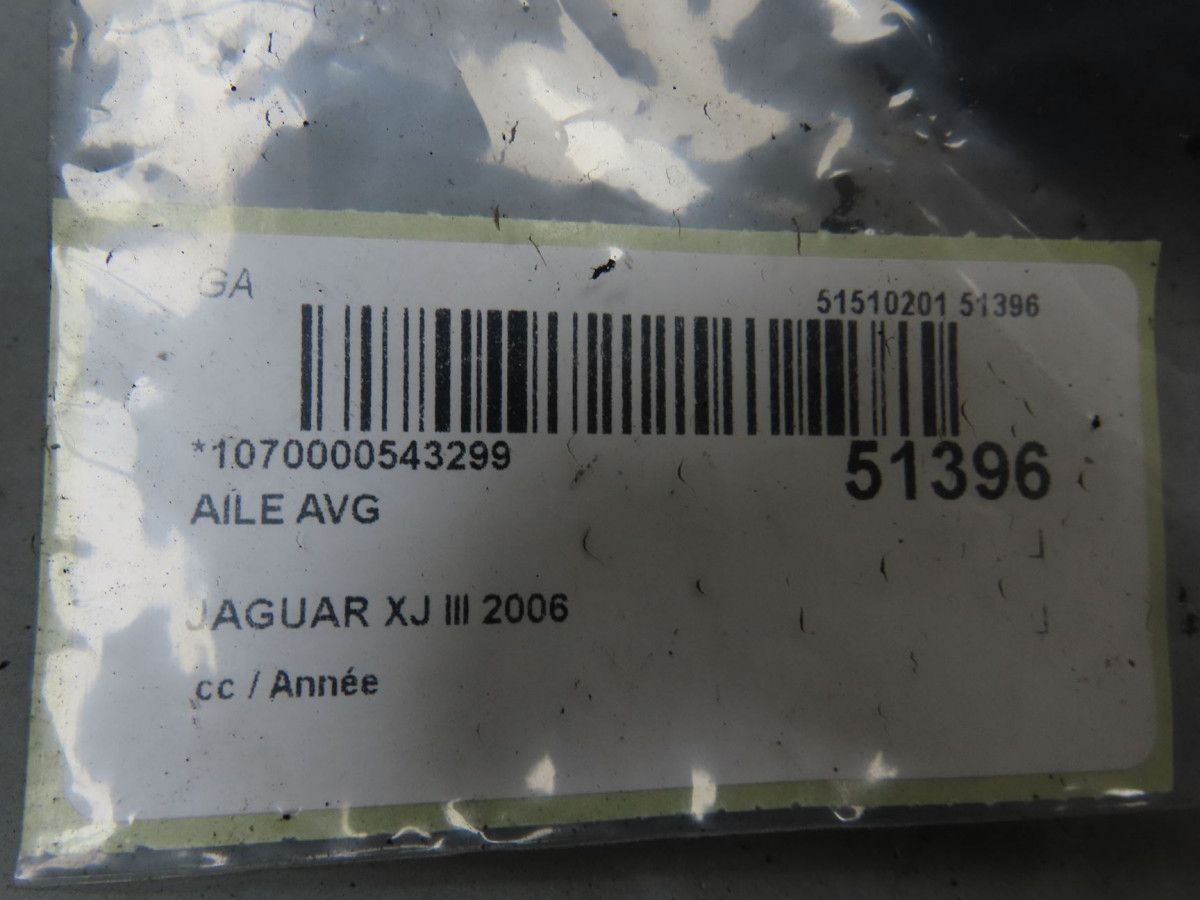 GA
51510201 51396
*1070000543299
51396
AILE AVG
JAGUAR XJ III 2006
cc / Année